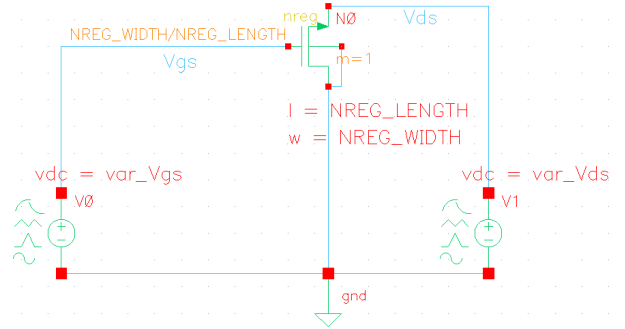 nreg
N0
Vds
NREG_WIDTH/NREG_LENGTH
Vgs
m=1
l = NREG_LENGTH
w = NREG_WIDTH
vdc = var_Vgs
vdc = var_Vds
V0
V1
gnd